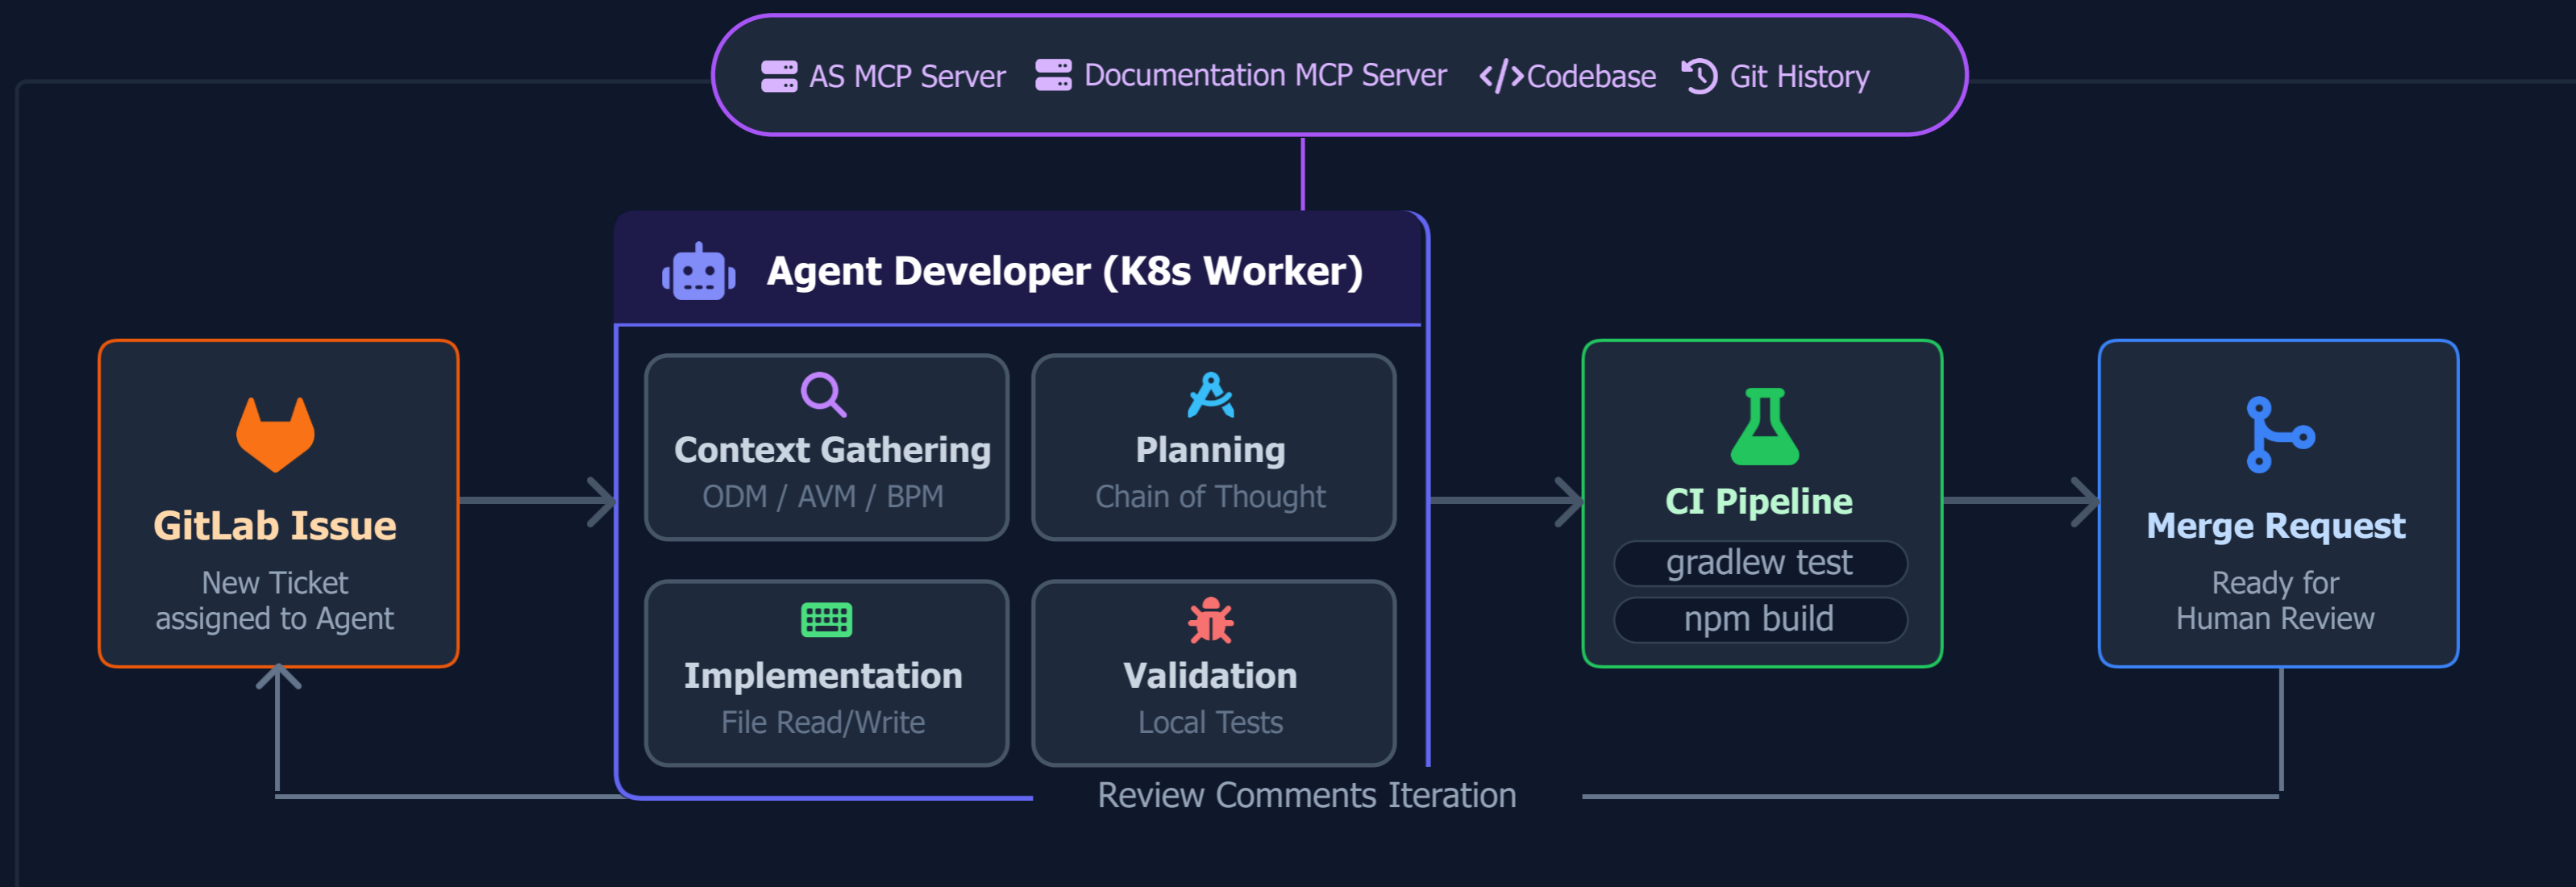 AS MCP Server
Documentation MCP Server
Codebase
Git History
Agent Developer (K8s Worker)
GitLab Issue
New Ticket
assigned to Agent
Context Gathering
ODM / AVM / BPM
Planning
Chain of Thought
Implementation
File Read/Write
Validation
Local Tests
CI Pipeline
gradlew test
npm build
Merge Request
Ready for
Human Review
Review Comments Iteration